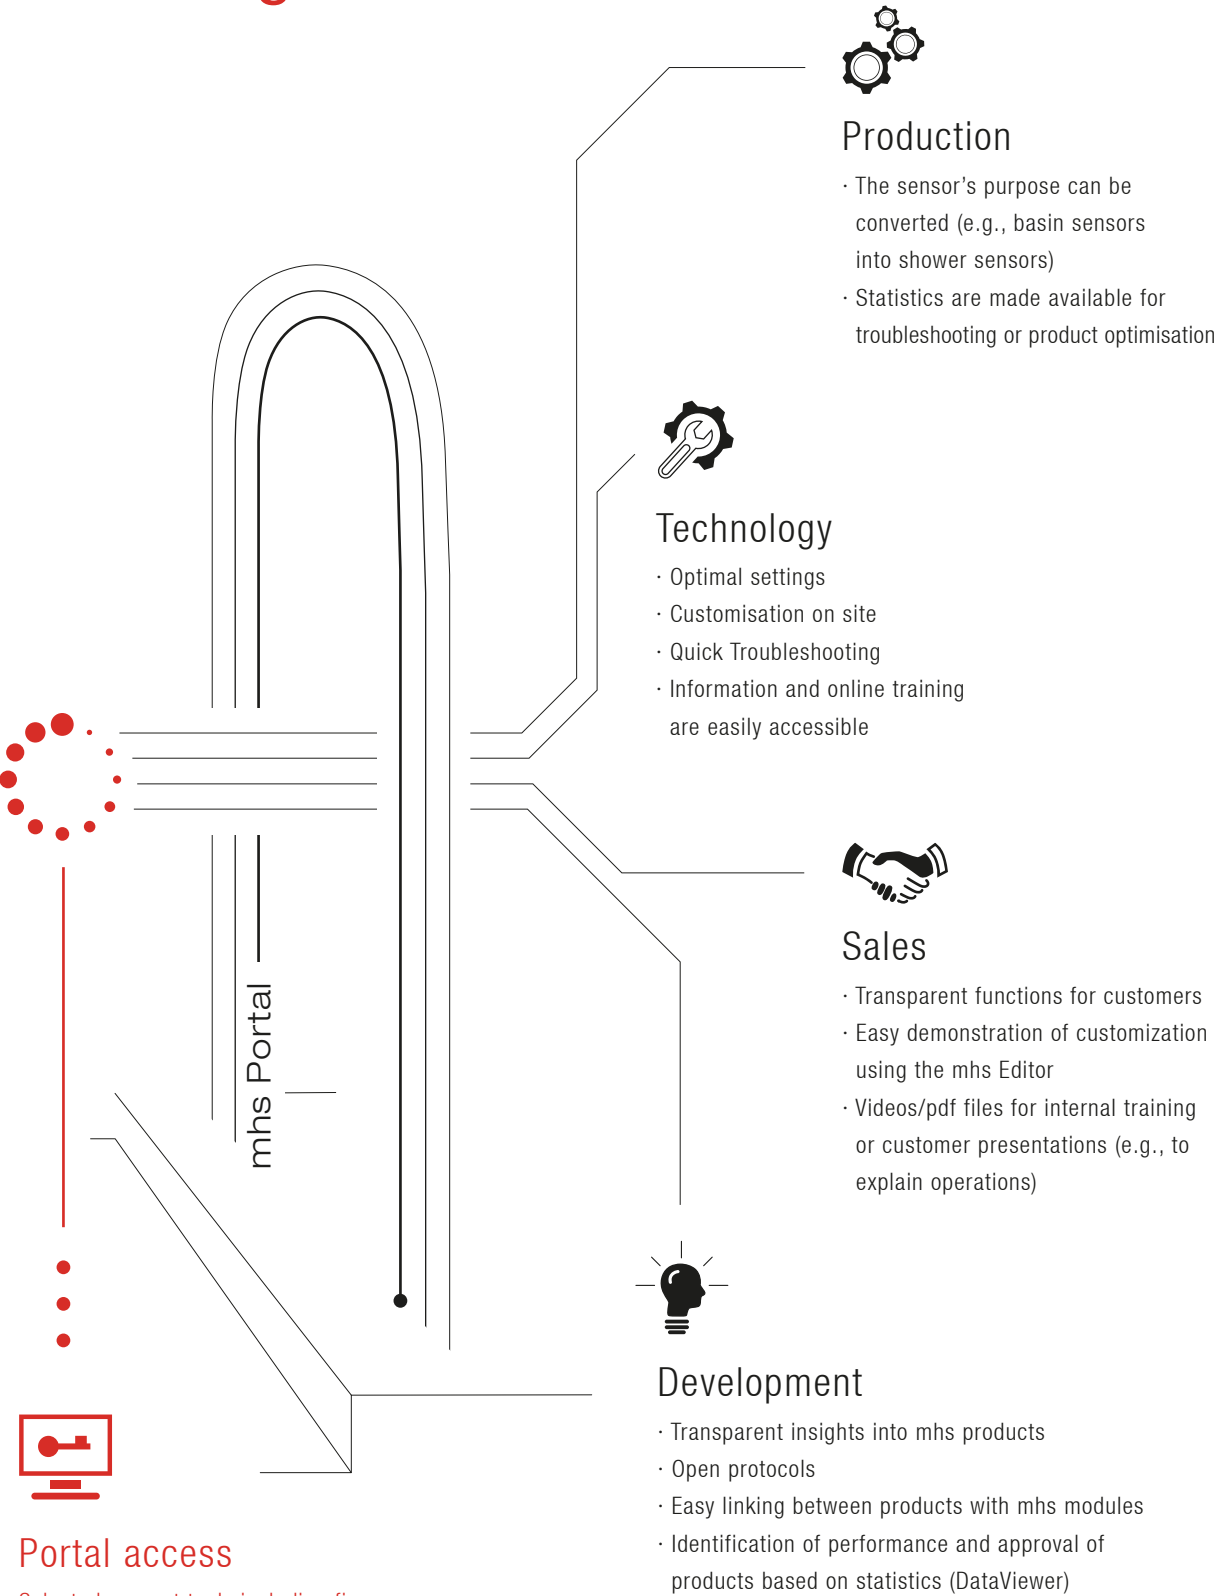 Production
· The sensor's purpose can be
converted (e.g., basin sensors
into shower sensors)
· Statistics are made available for
troubleshooting or product optimisation
Technology
· Optimal settings
· Customisation on site
· Quick Troubleshooting
· Information and online training
are easily accessible
Sales
· Transparent functions for customers
· Easy demonstration of customization
using the mhs Editor
· Videos/pdf files for internal training
or customer presentations (e.g., to
explain operations)
mhs Portal
Development
· Transparent insights into mhs products
· Open protocols
· Easy linking between products with mhs modules
· Identification of performance and approval of
products based on statistics (DataViewer)
Portal access